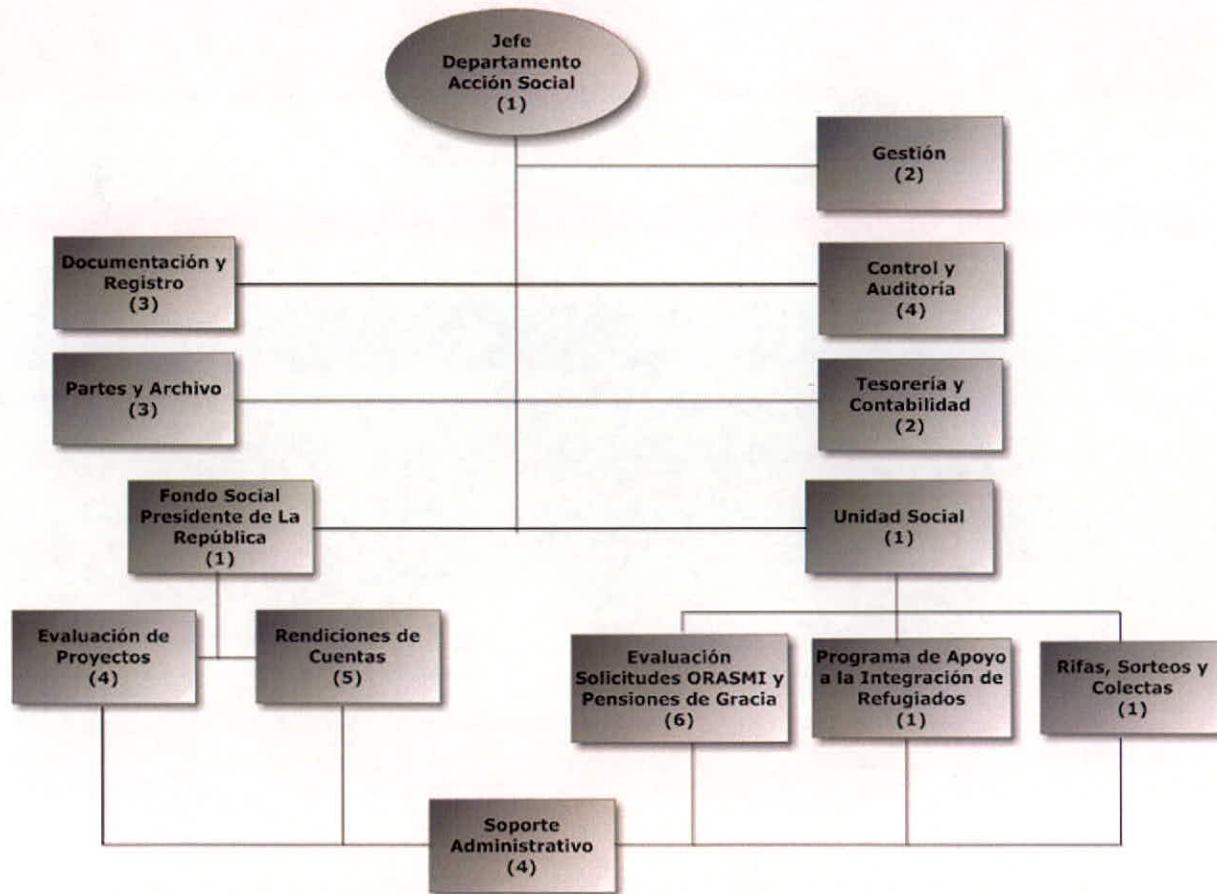 Jefe
Departamento
Acción Social
(1)
Gestión
(2)
Documentación y
Registro
(3)
Control y
Auditoría
(4)
Partes y Archivo
(3)
Tesorería y
Contabilidad
(2)
Fondo Social
Presidente de La
República
(1)
Unidad Social
(1)
Evaluación de
Proyectos
(4)
Rendiciones de
Cuentas
(5)
Evaluación
Solicitudes ORASMI y
Pensiones de Gracia
(6)
Programa de Apoyo
a la Integración de
Refugiados
(1)
Rifas, Sorteos y
Colectas
(1)
Soporte
Administrativo
(4)